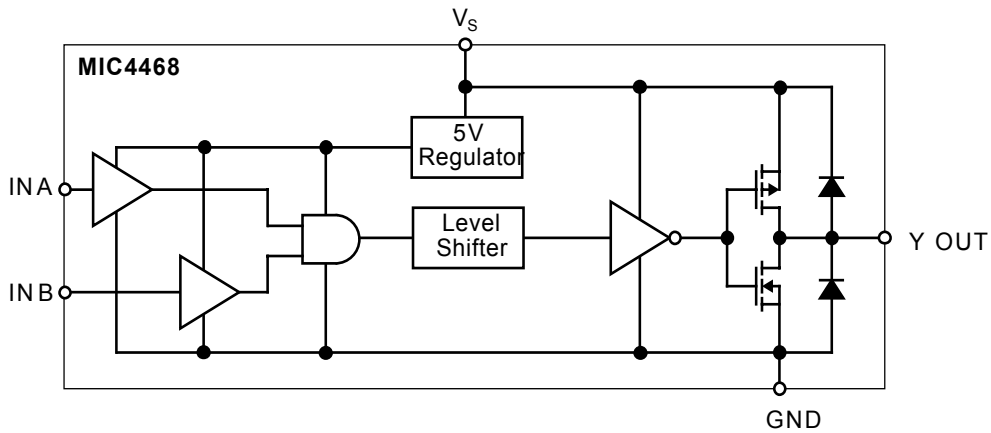 VS
MIC4468
5V
Regulator
INA
Level
Shifter
Y OUT
INB
GND